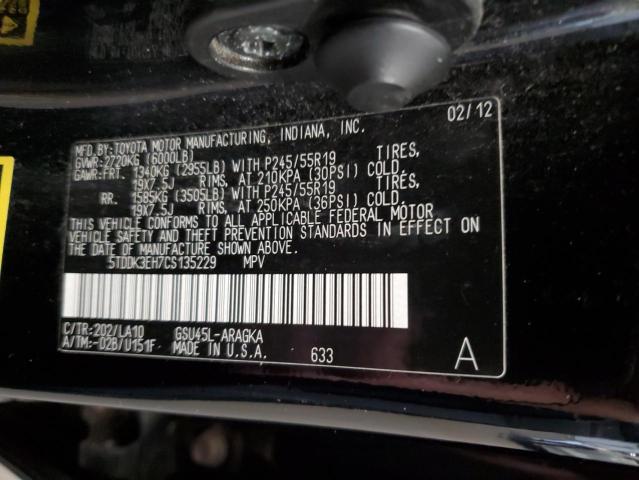 02/12
MFD.BY:TOYOTA MOTOR MANUFACTURING, INDIANA, INC.
GVWR:2720KG (6000LB)
GAWR:FRT. 1340KG (2955LB) WITH P245/55R19 TIRES,
19X7.5J RIMS, AT 210KPA (30PSI) COLD.
RR. 1585KG (3505LB) WITH P245/55R19 TIRES,
19X7.5J RIMS, AT 250KPA (36PSI) COLD.
THIS VEHICLE CONFORMS TO ALL APPLICABLE FEDERAL MOTOR
VEHICLE SAFETY AND THEFT PREVENTION STANDARDS IN EFFECT ON
THE DATE OF MANUFACTURE SHOWN ABOVE.
5TDDK3EH7CS135229 MPV
C/TR:202/LA10 GSU45L-ARAGKA
A/TM:-02B/U151F MADE IN U.S.A. 633 A